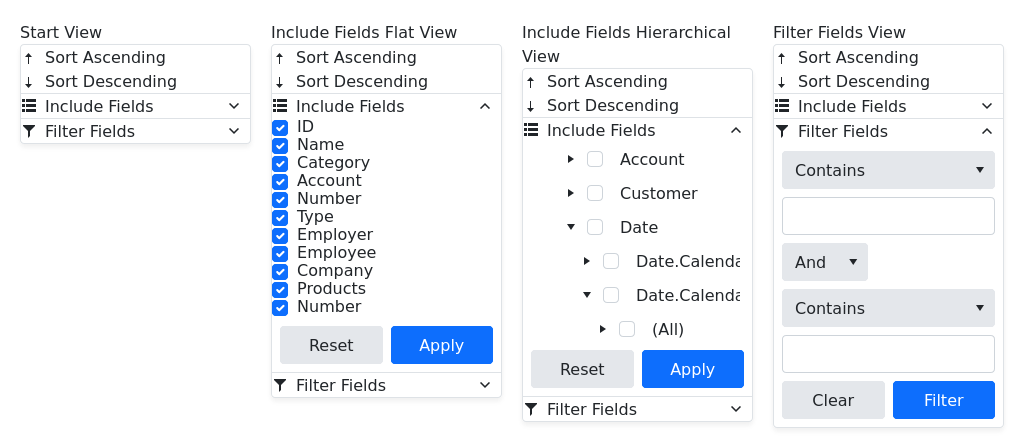 Start View
Sort Ascending
Sort Descending
Include Fields
Filter Fields
Include Fields Flat View
Sort Ascending
Sort Descending
Include Fields
ID
Name
Category
Account
Number
Type
Employer
Employee
Company
Products
Number
Reset Apply
Filter Fields
Include Fields Hierarchical
View
Sort Ascending
Sort Descending
Include Fields
Account
Customer
Date
Date.Calenda
Date.Calenda
(All)
Reset Apply
Filter Fields
Filter Fields View
Sort Ascending
Sort Descending
Include Fields
Filter Fields
Contains
And
Contains
Clear Filter